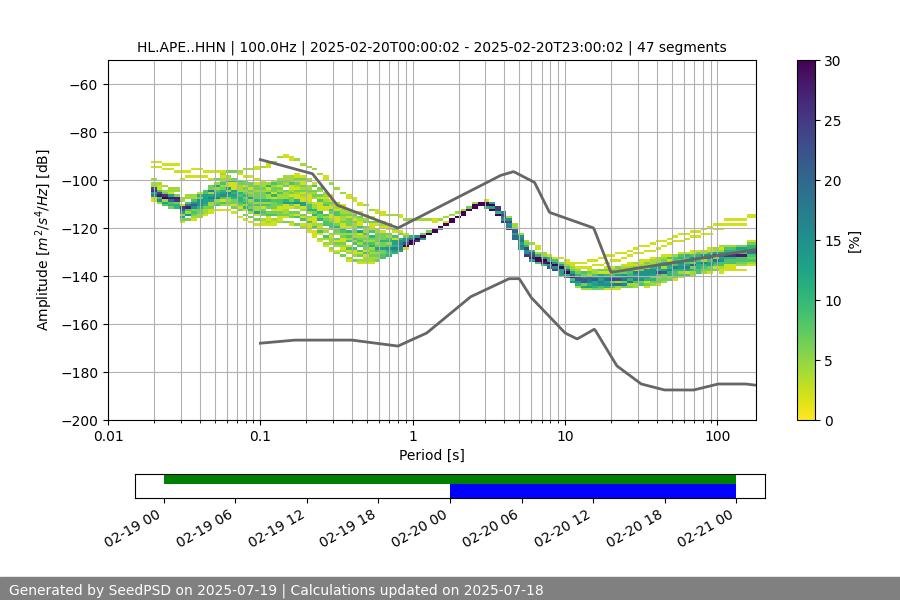 HL.APE..HHN | 100.0Hz | 2025-02-20T00:00:02 - 2025-02-20T23:00:02 | 47 segments
−60
−80
−100
−120
−140
−160
−180
−200
Amplitude [m²/s⁴/Hz] [dB]
0.01 0.1 1 10 100
Period [s]
30
25
20
15
10
5
0
[%]
02-19 00 02-19 06 02-19 12 02-19 18 02-20 00 02-20 06 02-20 12 02-20 18 02-21 00
Generated by SeedPSD on 2025-07-19 | Calculations updated on 2025-07-18